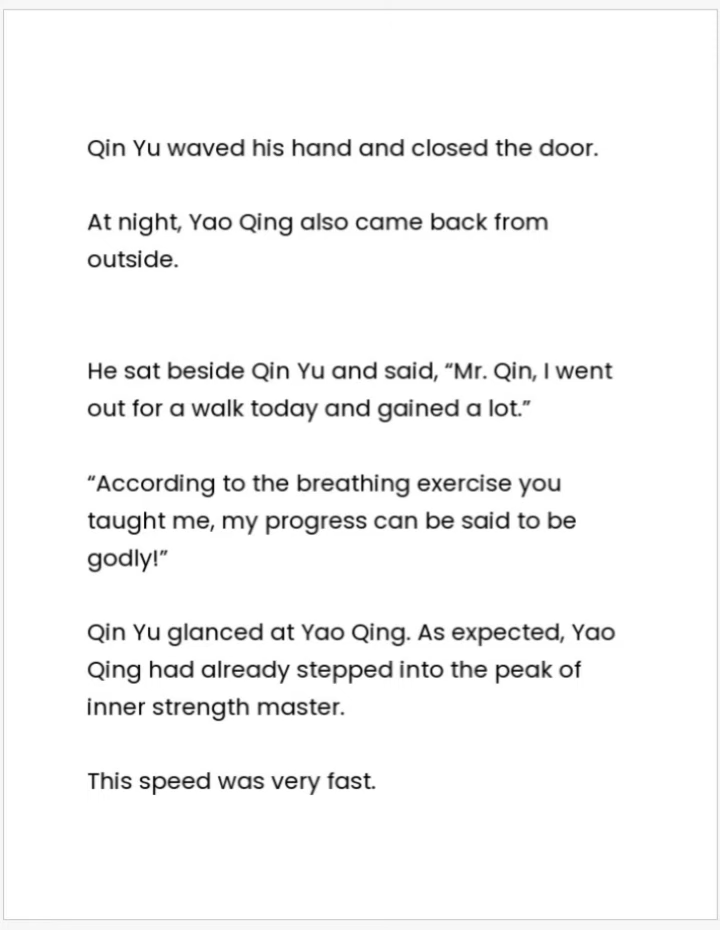 Qin Yu waved his hand and closed the door.
At night, Yao Qing also came back from
outside.
He sat beside Qin Yu and said, “Mr. Qin, I went
out for a walk today and gained a lot.”
“According to the breathing exercise you
taught me, my progress can be said to be
godly!”
Qin Yu glanced at Yao Qing. As expected, Yao
Qing had already stepped into the peak of
inner strength master.
This speed was very fast.